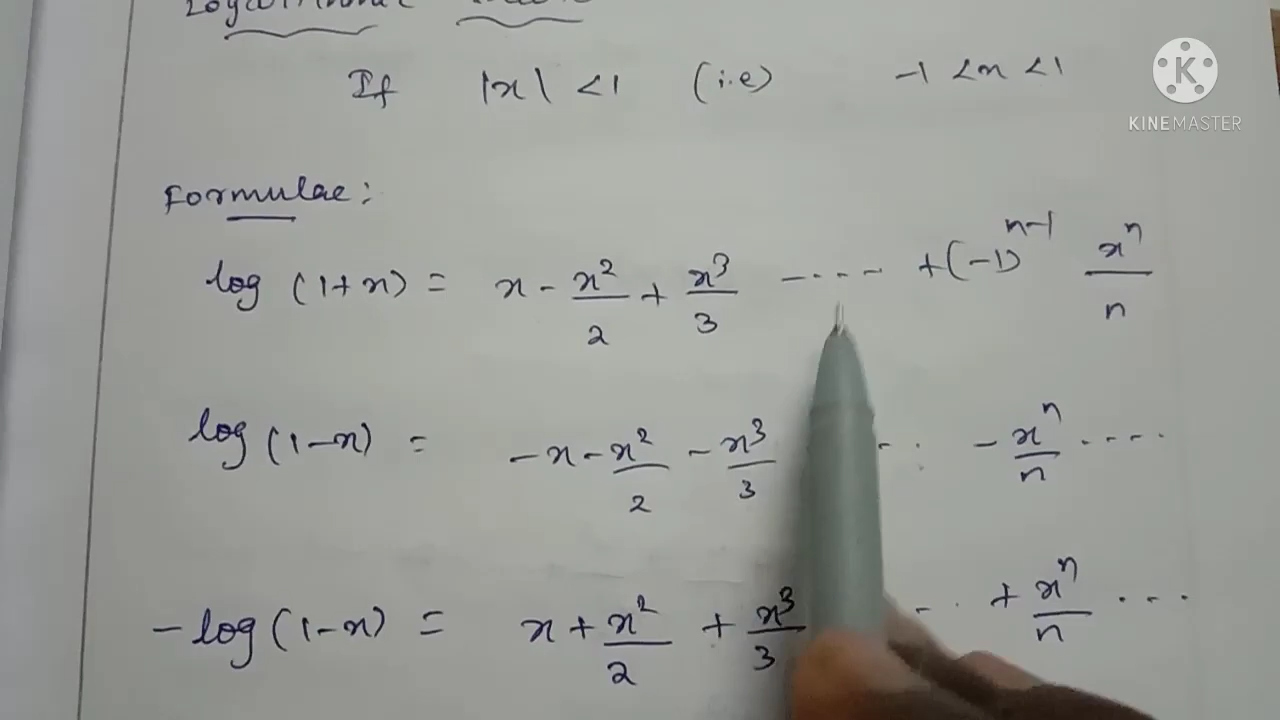 If |x| < 1 (i.e) -1 < x < 1
K
KINEMASTER
Formulae:
log (1+x) = x - x²/2 + x³/3 ----- +(-1)ⁿ⁻¹ xⁿ/n
log (1-x) = -x - x²/2 - x³/3 -.. - xⁿ/n ....
-log (1-x) = x + x²/2 + x³/3 -.. + xⁿ/n ...